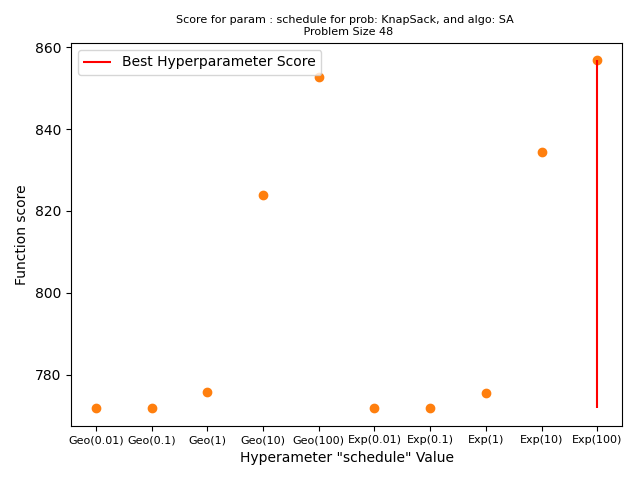 Score for param : schedule for prob: KnapSack, and algo: SA
Problem Size 48
Best Hyperparameter Score
860
840
820
800
780
Function score
Geo(0.01) Geo(0.1) Geo(1) Geo(10) Geo(100) Exp(0.01) Exp(0.1) Exp(1) Exp(10) Exp(100)
Hyperameter "schedule" Value